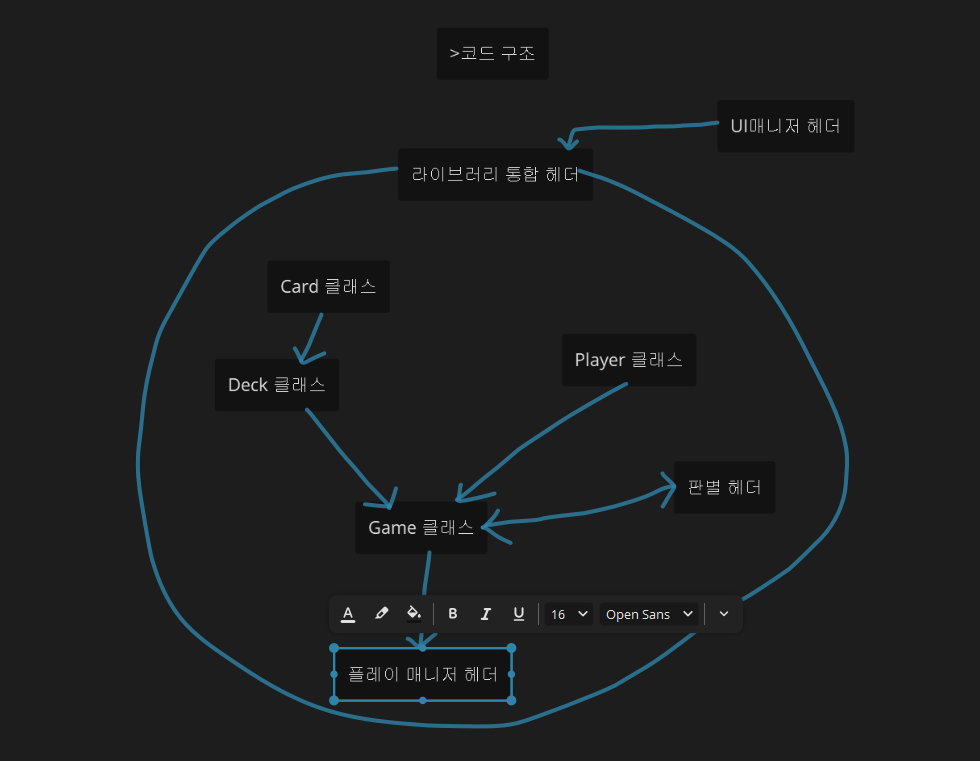 >코드 구조
UI매니저 헤더
라이브러리 통합 헤더
Card 클래스
Player 클래스
Deck 클래스
판별 헤더
Game 클래스
A B I U 16 Open Sans
플레이 매니저 헤더